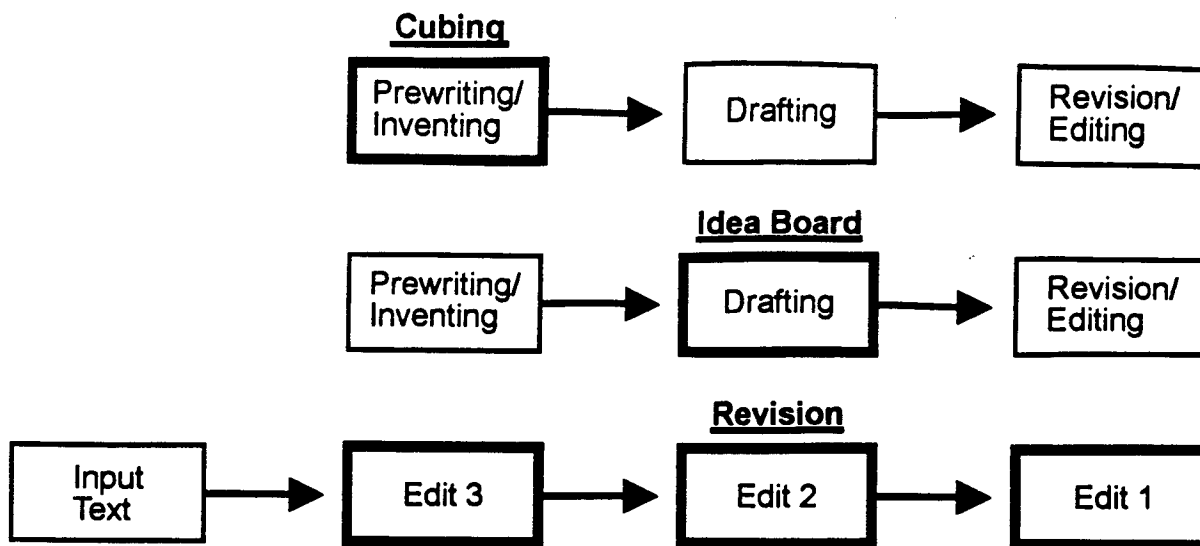 Cubing
Prewriting/
Inventing
Drafting
Revision/
Editing
Idea Board
Prewriting/
Inventing
Drafting
Revision/
Editing
Revision
Input
Text
Edit 3
Edit 2
Edit 1